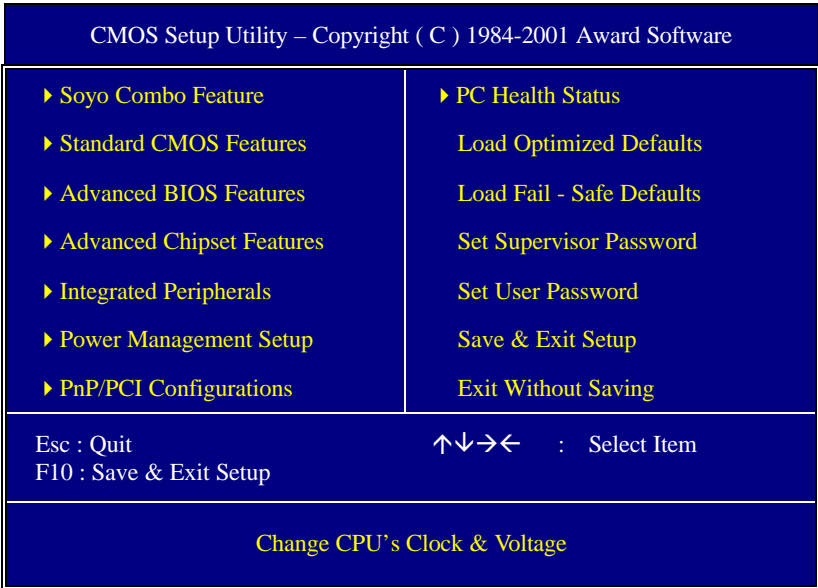 CMOS Setup Utility – Copyright ( C ) 1984-2001 Award Software
Soyo Combo Feature
Standard CMOS Features
Advanced BIOS Features
Advanced Chipset Features
Integrated Peripherals
Power Management Setup
PnP/PCI Configurations
PC Health Status
Load Optimized Defaults
Load Fail - Safe Defaults
Set Supervisor Password
Set User Password
Save & Exit Setup
Exit Without Saving
Esc : Quit
F10 : Save & Exit Setup
↑↓→← : Select Item
Change CPU's Clock & Voltage